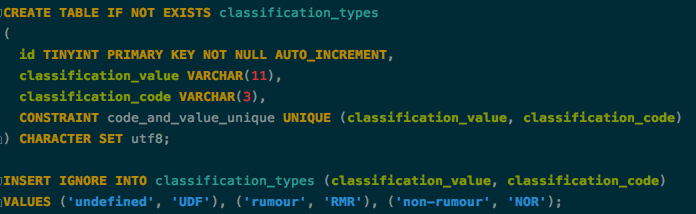 CREATE TABLE IF NOT EXISTS classification_types
(
id TINYINT PRIMARY KEY NOT NULL AUTO_INCREMENT,
classification_value VARCHAR(11),
classification_code VARCHAR(3),
CONSTRAINT code_and_value_unique UNIQUE (classification_value, classification_code)
) CHARACTER SET utf8;
INSERT IGNORE INTO classification_types (classification_value, classification_code)
VALUES ('undefined', 'UDF'), ('rumour', 'RMR'), ('non-rumour', 'NOR');